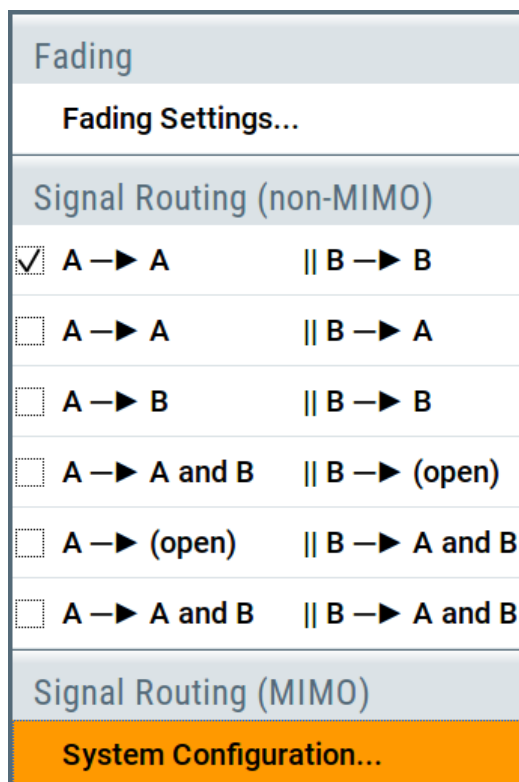 Fading
Fading Settings...
Signal Routing (non-MIMO)
A —▶ A || B —▶ B
A —▶ A || B —▶ A
A —▶ B || B —▶ B
A —▶ A and B || B —▶ (open)
A —▶ (open) || B —▶ A and B
A —▶ A and B || B —▶ A and B
Signal Routing (MIMO)
System Configuration...